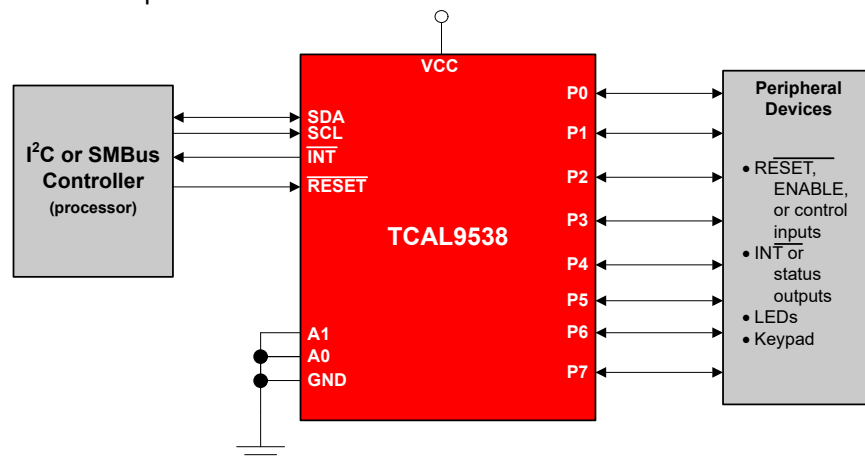 VCC
I²C or SMBus
Controller
(processor)
SDA
SCL
INT
RESET
A1
A0
GND
TCAL9538
P0
P1
P2
P3
P4
P5
P6
P7
Peripheral
Devices
• RESET,
ENABLE,
or control
inputs
• INT or
status
outputs
• LEDs
• Keypad